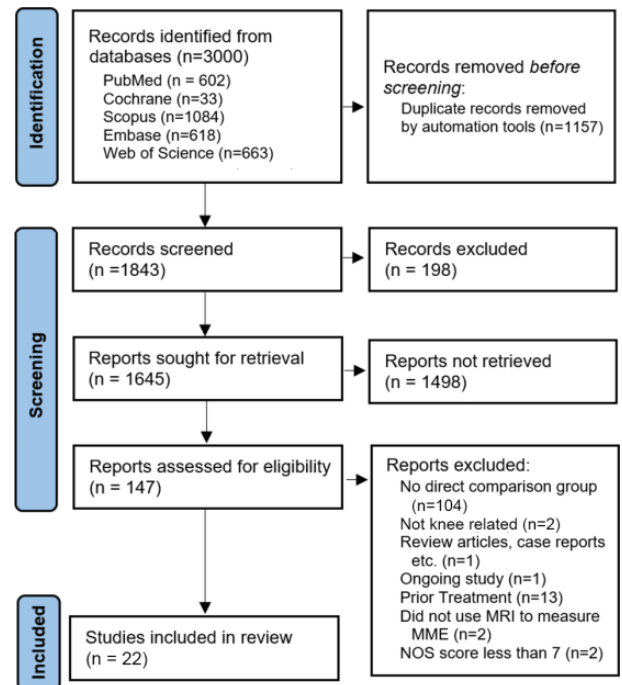 Identification
Records identified from
databases (n=3000)
PubMed (n = 602)
Cochrane (n=33)
Scopus (n=1084)
Embase (n=618)
Web of Science (n=663)
Records removed before
screening:
Duplicate records removed
by automation tools (n=1157)
Screening
Records screened
(n =1843)
Records excluded
(n = 198)
Reports sought for retrieval
(n = 1645)
Reports not retrieved
(n = 1498)
Reports assessed for eligibility
(n = 147)
Reports excluded:
No direct comparison group
(n=104)
Not knee related (n=2)
Review articles, case reports
etc. (n=1)
Ongoing study (n=1)
Prior Treatment (n=13)
Did not use MRI to measure
MME (n=2)
NOS score less than 7 (n=2)
Included
Studies included in review
(n = 22)